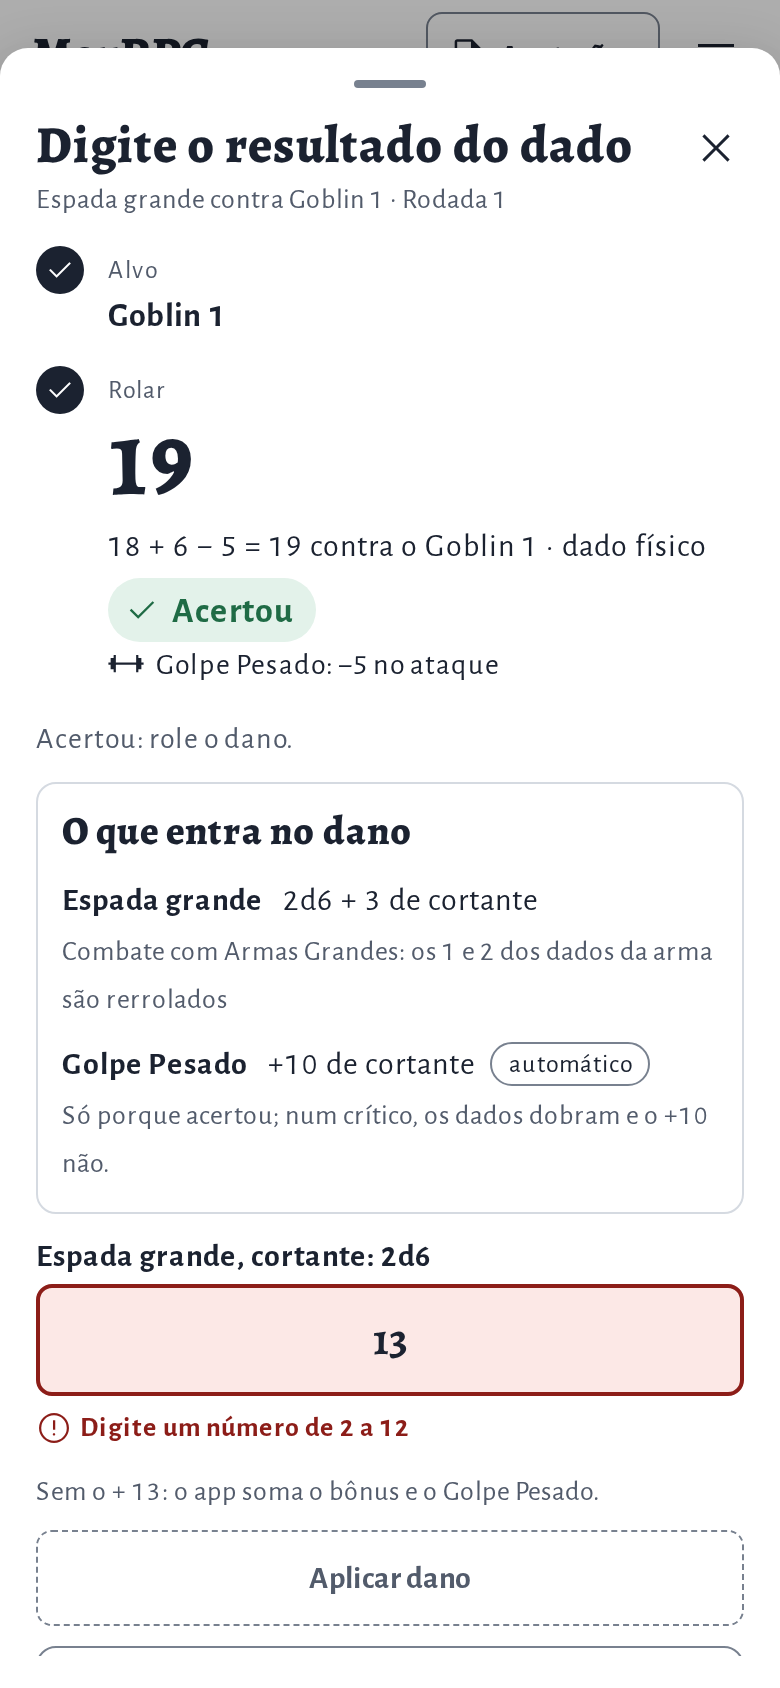 Digite o resultado do dado
Espada grande contra Goblin 1 · Rodada 1
Alvo
Goblin 1
Rolar
19
18 + 6 − 5 = 19 contra o Goblin 1 · dado físico
Acertou
Golpe Pesado: −5 no ataque
Acertou: role o dano.
O que entra no dano
Espada grande 2d6 + 3 de cortante
Combate com Armas Grandes: os 1 e 2 dos dados da arma
são rerrolados
Golpe Pesado +10 de cortante automático
Só porque acertou; num crítico, os dados dobram e o +10
não.
Espada grande, cortante: 2d6
13
Digite um número de 2 a 12
Sem o + 13: o app soma o bônus e o Golpe Pesado.
Aplicar dano